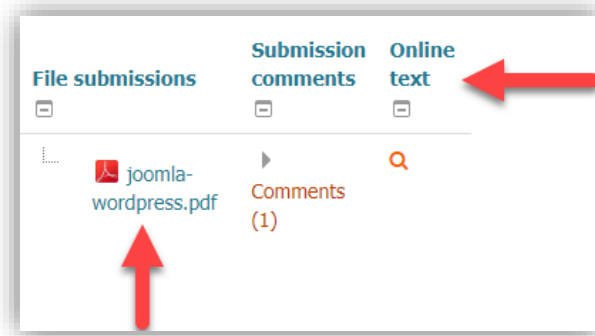 File submissions
Submission comments
Online text
joomla-
wordpress.pdf
Comments
(1)